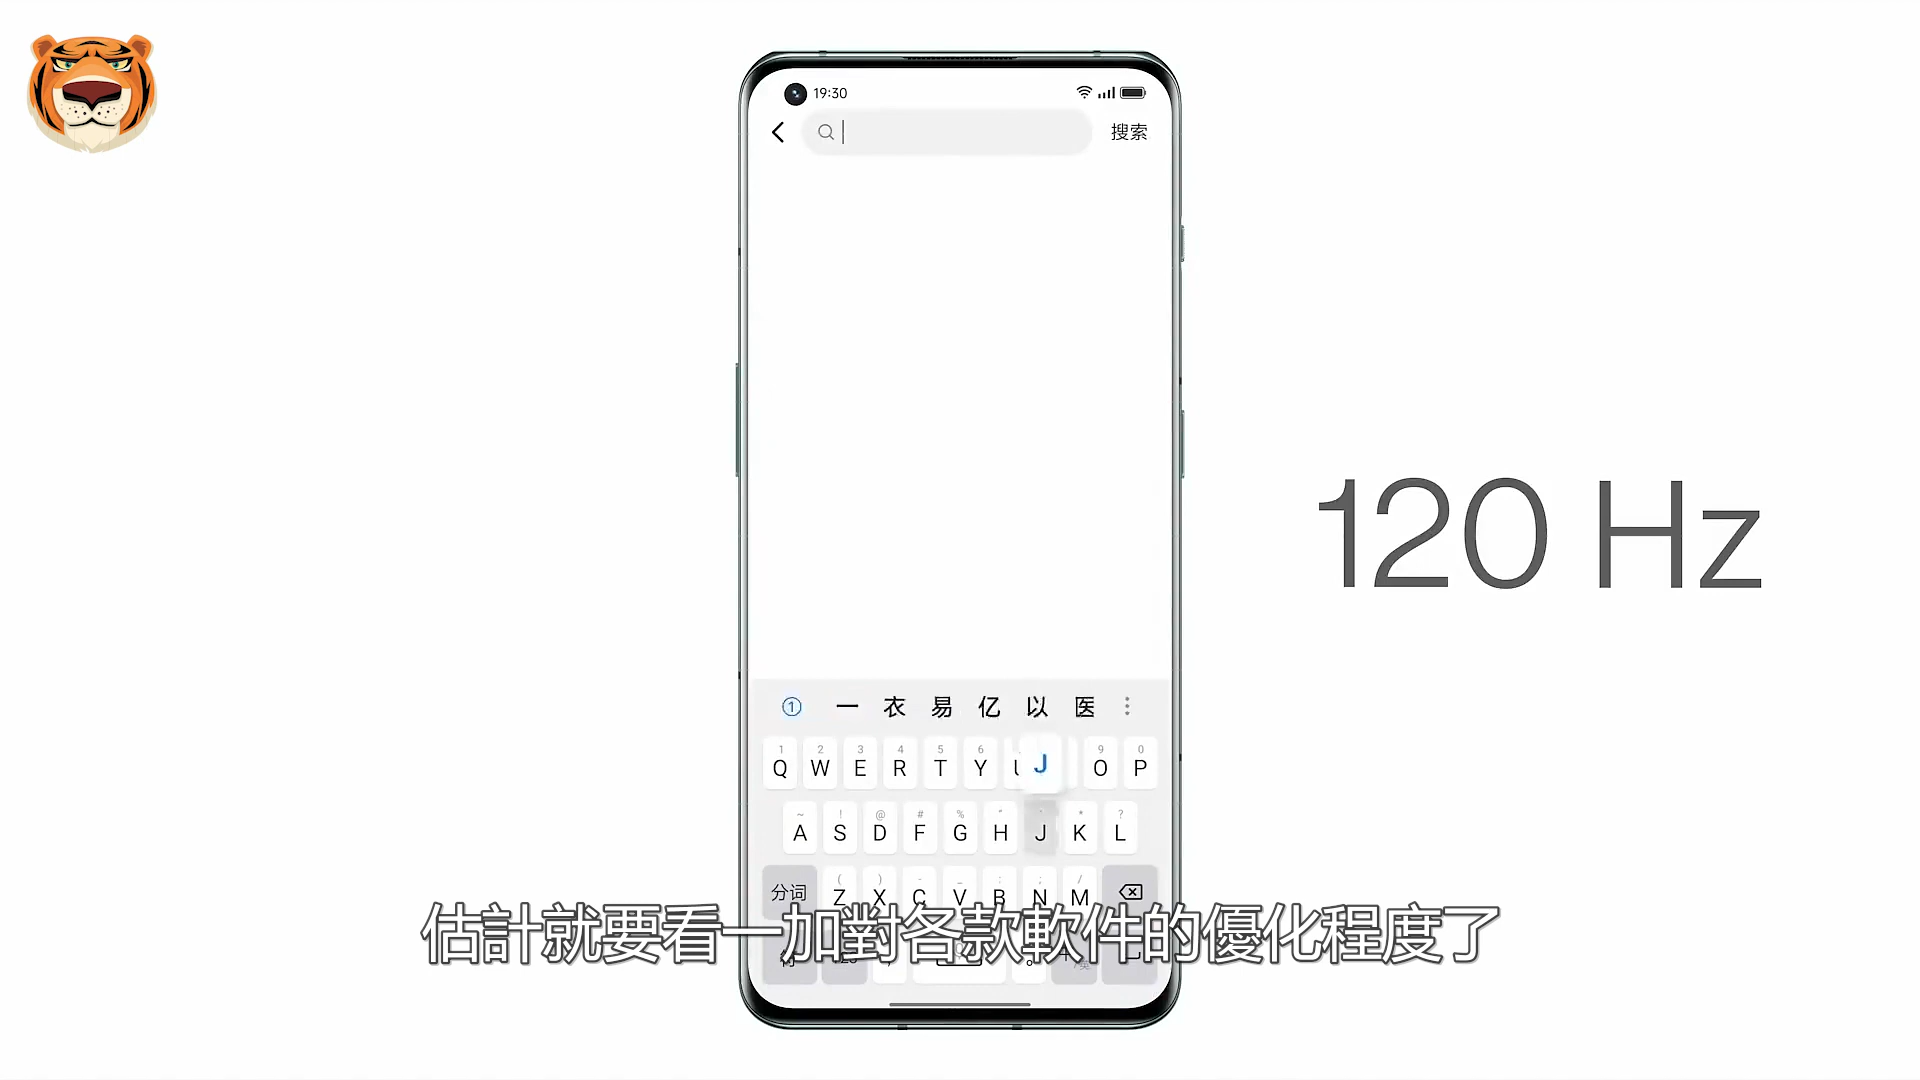 19:30
搜索
120 Hz
① 一 衣 易 亿 以 医
1 2 3 4 5 6 9 0
Q W E R T Y U J O P
~ ! @ # % " ' * ?
A S D F G H J K L
( ) - _ : ; /
分词 Z X C V B N M
估計就要看一加對各款軟件的優化程度了
符 123